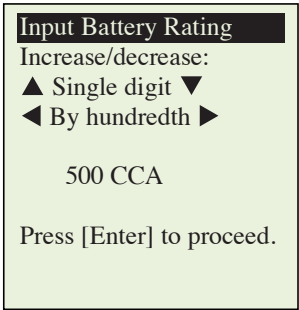 Input Battery Rating
Increase/decrease:
▲ Single digit ▼
◀ By hundredth ▶
500 CCA
Press [Enter] to proceed.